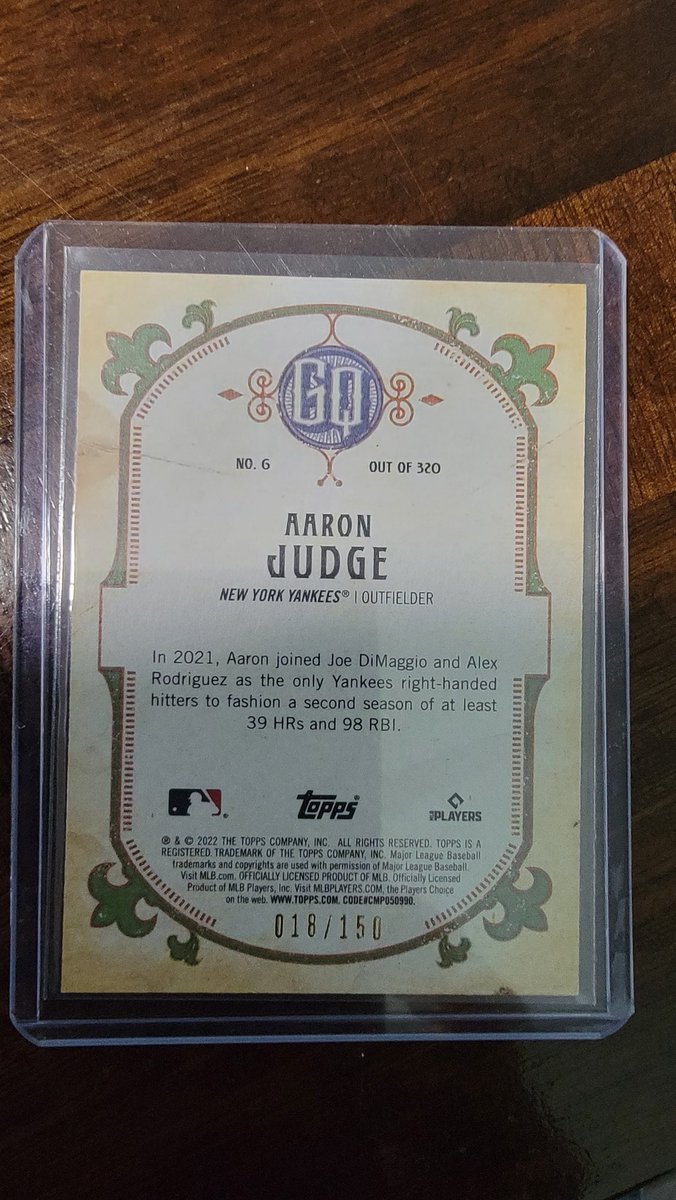 GQ
NO. 6 OUT OF 320
AARON
JUDGE
NEW YORK YANKEES® | OUTFIELDER
In 2021, Aaron joined Joe DiMaggio and Alex
Rodriguez as the only Yankees right-handed
hitters to fashion a second season of at least
39 HRs and 98 RBI.
topps® PLAYERS
® & © 2022 THE TOPPS COMPANY, INC. ALL RIGHTS RESERVED. TOPPS IS A
REGISTERED TRADEMARK OF THE TOPPS COMPANY, INC. Major League Baseball
trademarks and copyrights are used with permission of Major League Baseball.
Visit MLB.com. OFFICIALLY LICENSED PRODUCT OF MLB. Officially Licensed
Product of MLB Players, Inc. Visit MLBPLAYERS.COM, the Players Choice
on the web. WWW.TOPPS.COM. CODE#CMP050990.
018/150